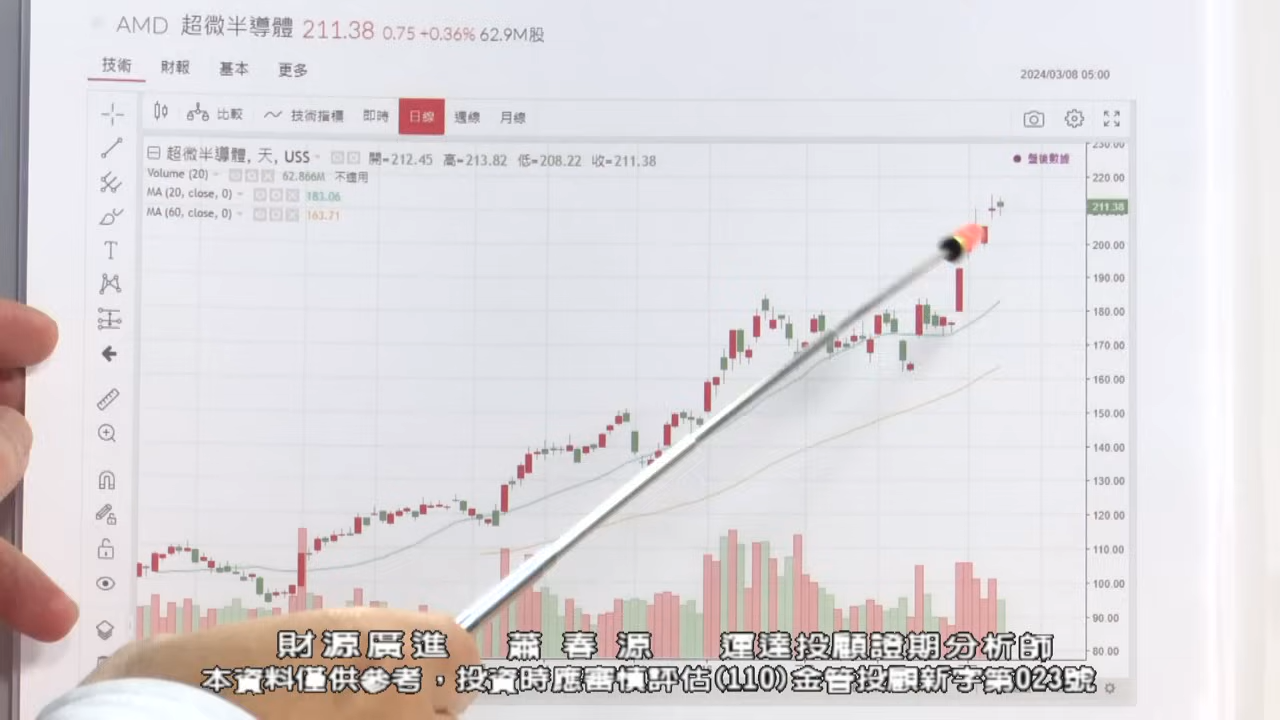 AMD 超微半導體 211.38 0.75 +0.36% 62.9M股
技術 財報 基本 更多
2024/03/08 05:00
比較 技術指標 即時 日線 週線 月線
超微半導體, 天, USS 開=212.45 高=213.82 低=208.22 收=211.38
盤後數據
Volume (20) 62.866M 不適用
MA (20, close, 0) 183.06
MA (60, close, 0) 163.71
230.00
220.00
211.38
200.00
190.00
180.00
170.00
160.00
150.00
140.00
130.00
120.00
110.00
100.00
90.00
80.00
財源廣進 蕭春源 運達投顧證期分析師
本資料僅供參考，投資時應審慎評估(110)金管投顧新字第023號